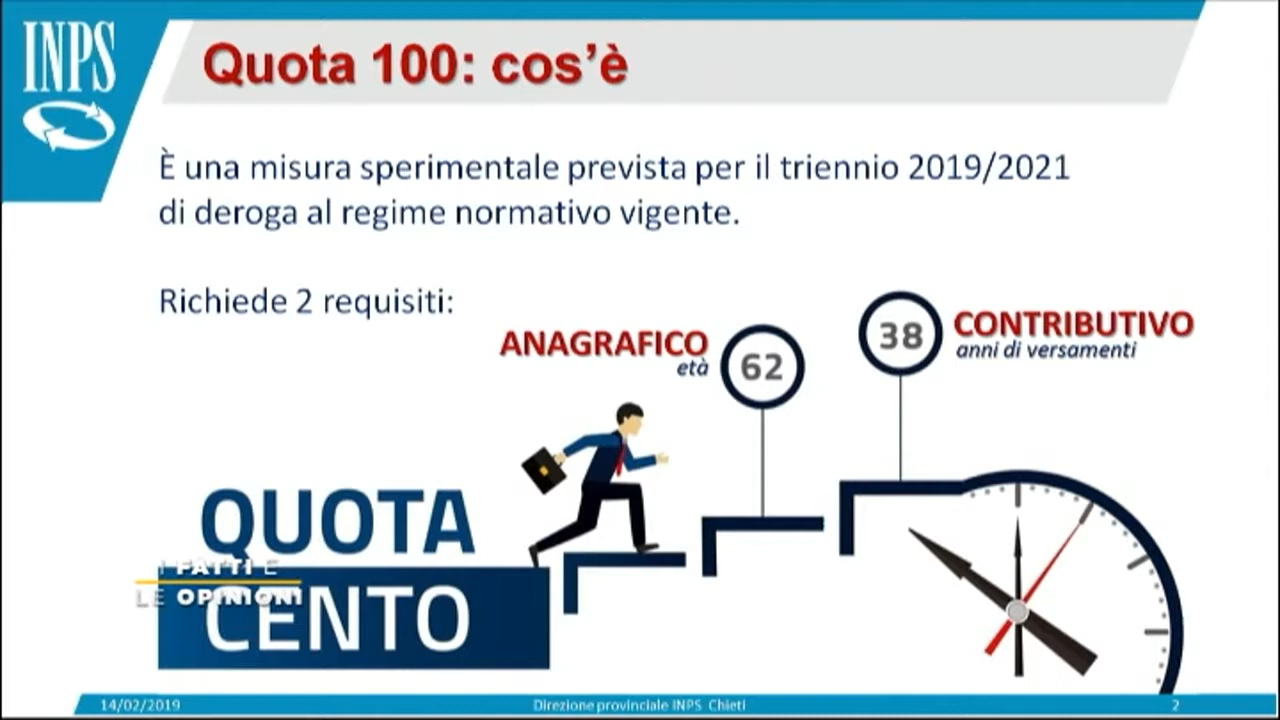 INPS
Quota 100: cos'è
È una misura sperimentale prevista per il triennio 2019/2021
di deroga al regime normativo vigente.
Richiede 2 requisiti:
ANAGRAFICO
età
62
38
CONTRIBUTIVO
anni di versamenti
QUOTA
CENTO
I FATTI E
LE OPINIONI
14/02/2019
Direzione provinciale INPS Chieti
2